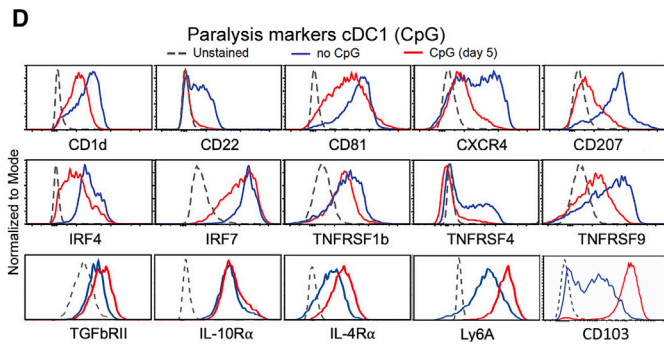 D
Paralysis markers cDC1 (CpG)
Unstained no CpG CpG (day 5)
Normalized to Mode
CD1d CD22 CD81 CXCR4 CD207
IRF4 IRF7 TNFRSF1b TNFRSF4 TNFRSF9
TGFbRII IL-10Rα IL-4Rα Ly6A CD103